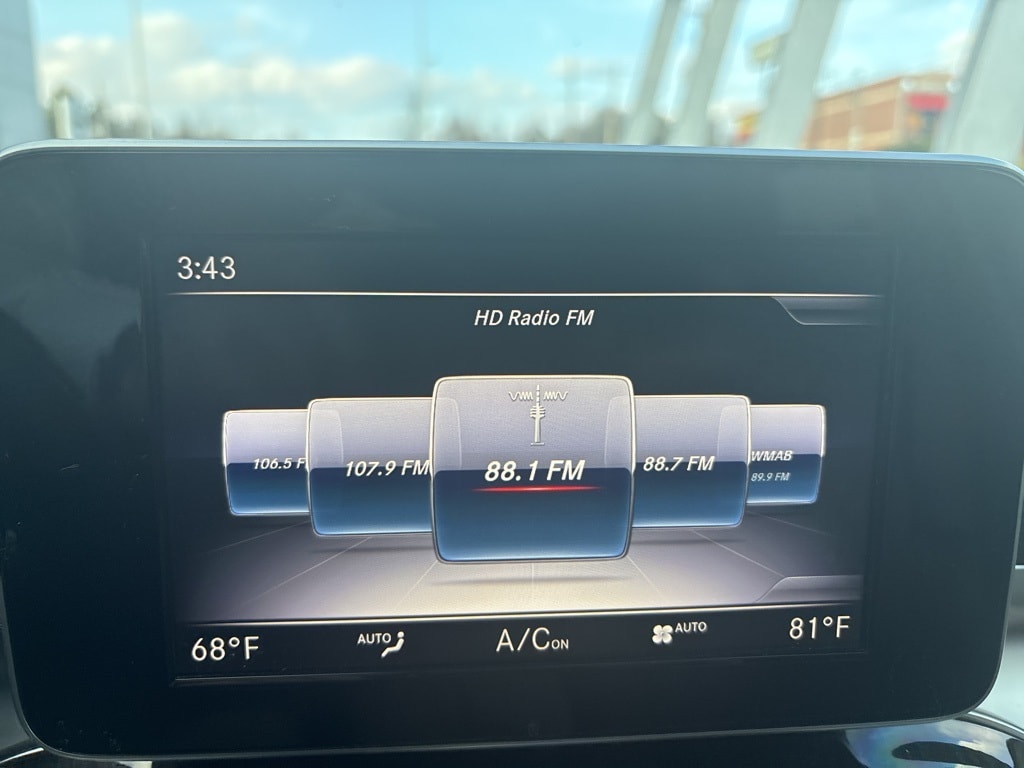 3:43
HD Radio FM
106.5 F
107.9 FM
88.1 FM
88.7 FM
WMAB
89.9 FM
68°F
AUTO
A/C ON
AUTO
81°F